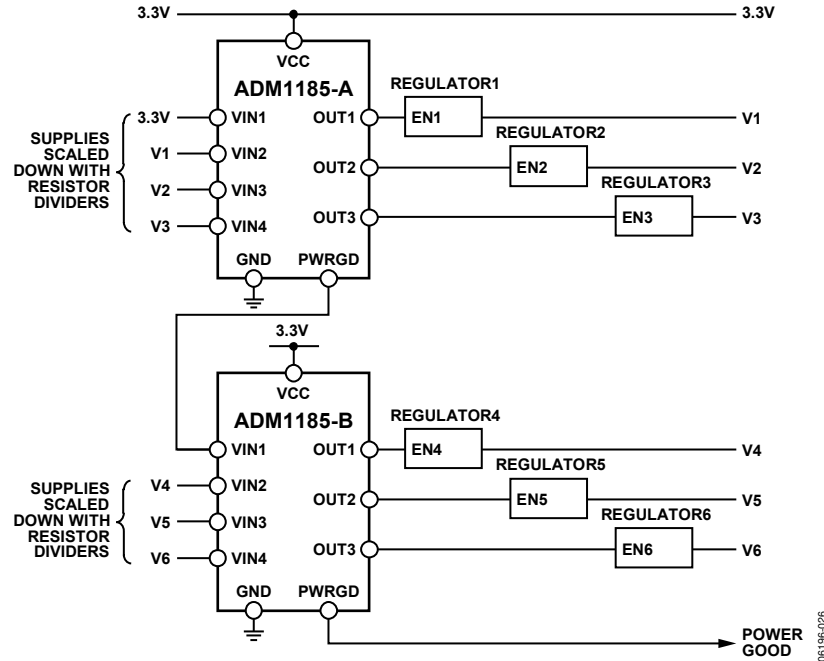 3.3V 3.3V
VCC
ADM1185-A
REGULATOR1
3.3V VIN1 OUT1 EN1 V1
SUPPLIES
SCALED
DOWN WITH
RESISTOR
DIVIDERS
REGULATOR2
V1 VIN2 OUT2 EN2 V2
V2 VIN3
REGULATOR3
V3 VIN4 OUT3 EN3 V3
GND PWRGD
3.3V
VCC
ADM1185-B
REGULATOR4
VIN1 OUT1 EN4 V4
SUPPLIES
SCALED
DOWN WITH
RESISTOR
DIVIDERS
REGULATOR5
V4 VIN2 OUT2 EN5 V5
V5 VIN3
REGULATOR6
V6 VIN4 OUT3 EN6 V6
GND PWRGD
POWER
GOOD
06196-026